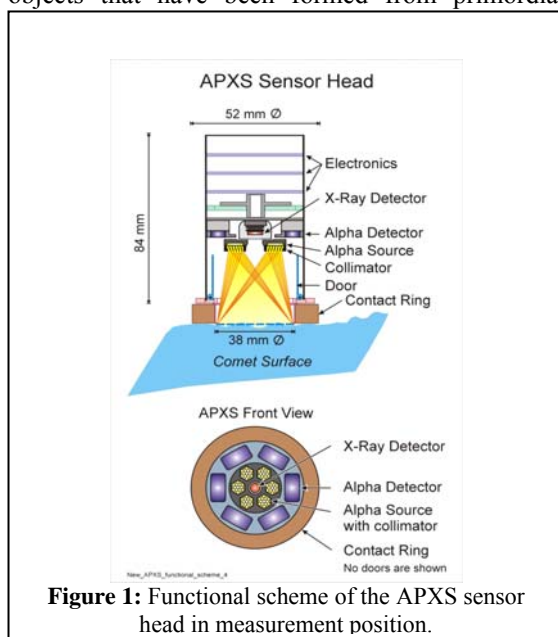 objects that have been formed from primordial
APXS Sensor Head
52 mm Ø
Electronics
X-Ray Detector
84 mm
Alpha Detector
Alpha Source
Collimator
Door
Contact Ring
38 mm Ø
Comet Surface
APXS Front View
X-Ray Detector
Alpha Detector
Alpha Source
with collimator
Contact Ring
No doors are shown
New_APXS_functional_scheme_4
Figure 1: Functional scheme of the APXS sensor
head in measurement position.